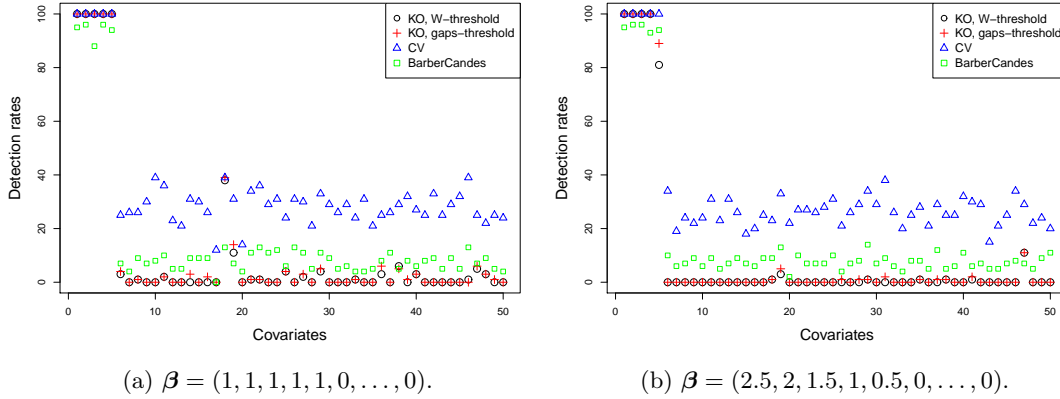 100
80
60
40
20
0
Detection rates
KO, W−threshold
KO, gaps−threshold
CV
BarberCandes
0 10 20 30 40 50
Covariates
(a) β = (1, 1, 1, 1, 1, 0, . . . , 0).
100
80
60
40
20
0
Detection rates
KO, W−threshold
KO, gaps−threshold
CV
BarberCandes
0 10 20 30 40 50
Covariates
(b) β = (2.5, 2, 1.5, 1, 0.5, 0, . . . , 0).